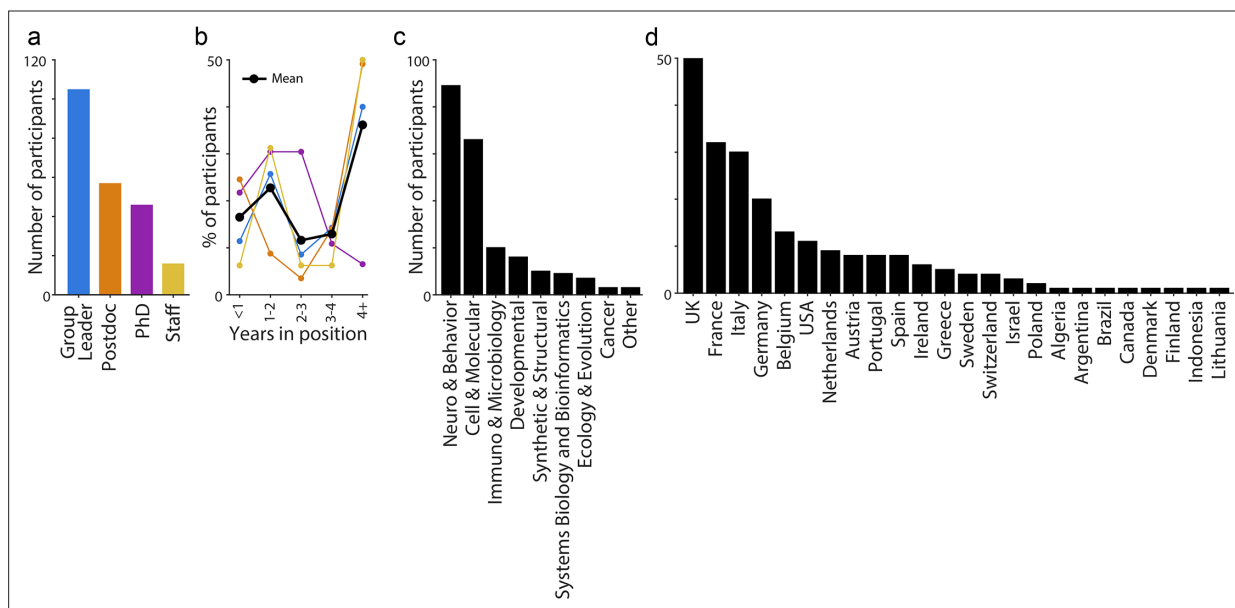 a
Number of participants
120
0
Group
Leader
Postdoc
PhD
Staff
b
% of participants
50
0
Mean
<1
1-2
2-3
3-4
4+
Years in position
c
Number of participants
100
0
Neuro & Behavior
Cell & Molecular
Immuno & Microbiology
Developmental
Synthetic & Structural
Systems Biology and Bioinformatics
Ecology & Evolution
Cancer
Other
d
50
0
UK
France
Italy
Germany
Belgium
USA
Netherlands
Austria
Portugal
Spain
Ireland
Greece
Sweden
Switzerland
Israel
Poland
Algeria
Argentina
Brazil
Canada
Denmark
Finland
Indonesia
Lithuania